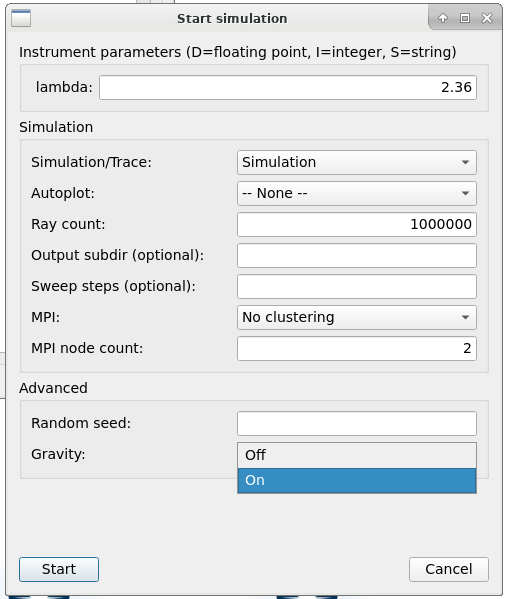 Start simulation
Instrument parameters (D=floating point, I=integer, S=string)
lambda: 2.36
Simulation
Simulation/Trace: Simulation
Autoplot: -- None --
Ray count: 1000000
Output subdir (optional):
Sweep steps (optional):
MPI: No clustering
MPI node count: 2
Advanced
Random seed:
Gravity: Off
On
Start Cancel